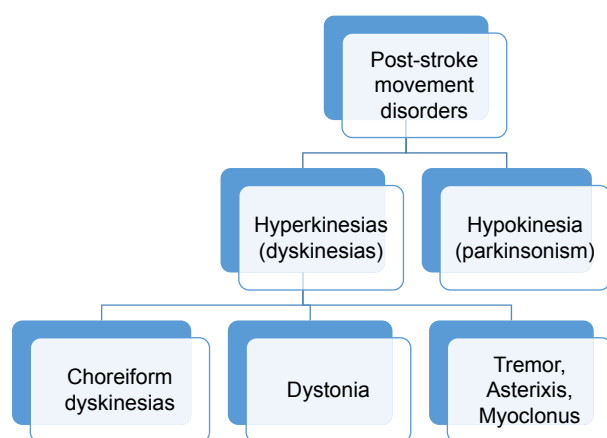 Post-stroke
movement
disorders
Hyperkinesias
(dyskinesias)
Hypokinesia
(parkinsonism)
Choreiform
dyskinesias
Dystonia
Tremor,
Asterixis,
Myoclonus